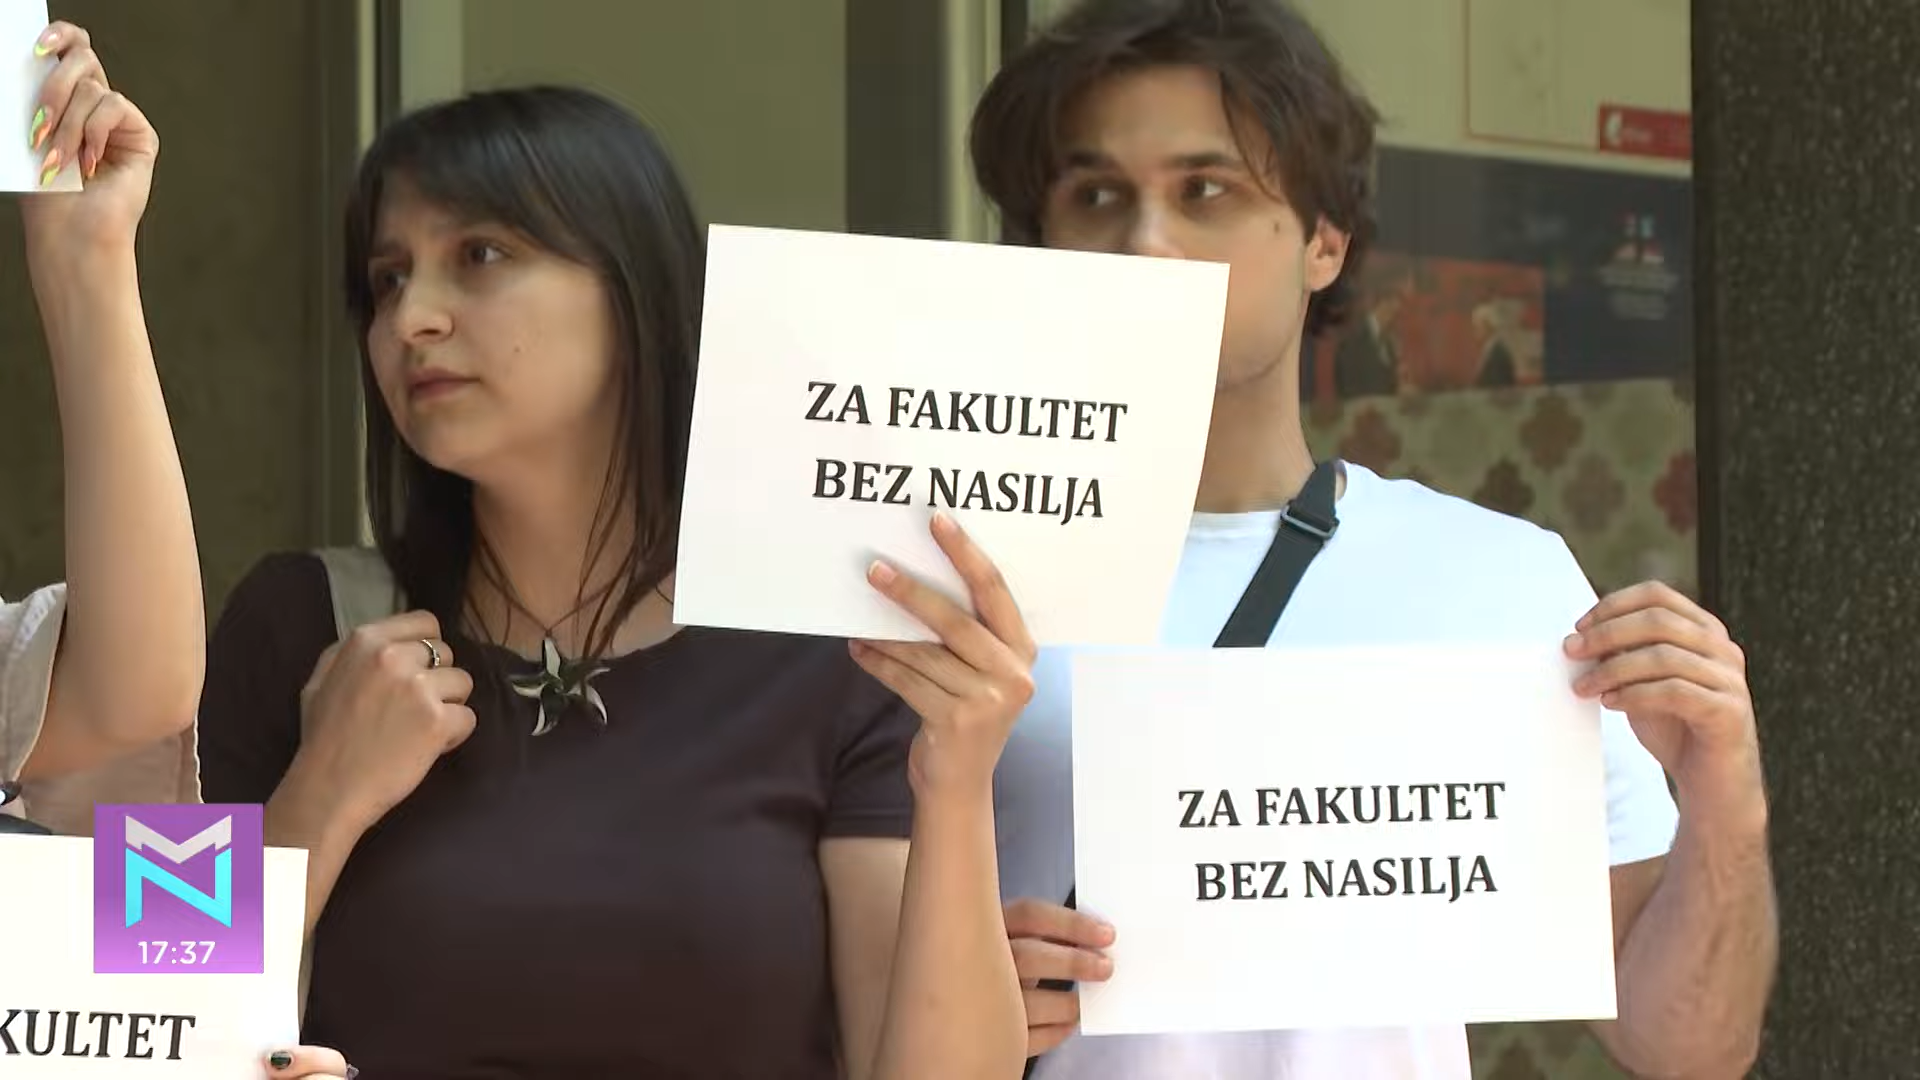 ZA FAKULTET
BEZ NASILJA
ZA FAKULTET
BEZ NASILJA
17:37
KULTET